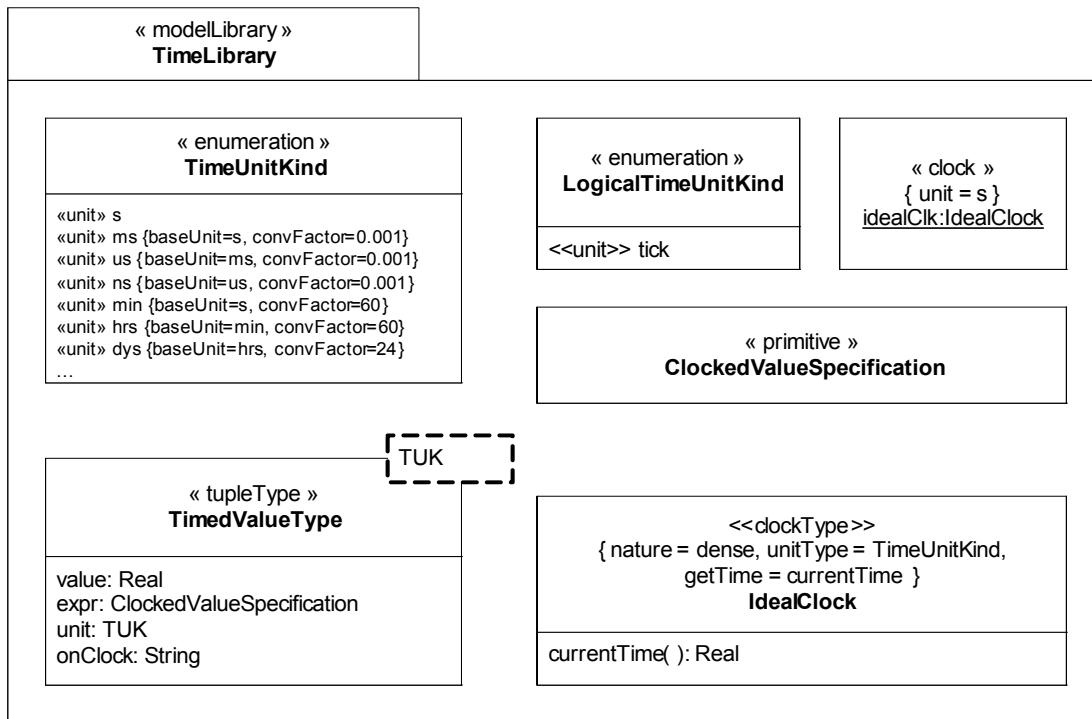 « modelLibrary »
TimeLibrary
« enumeration »
TimeUnitKind
«unit» s
«unit» ms {baseUnit=s, convFactor=0.001}
«unit» us {baseUnit=ms, convFactor=0.001}
«unit» ns {baseUnit=us, convFactor=0.001}
«unit» min {baseUnit=s, convFactor=60}
«unit» hrs {baseUnit=min, convFactor=60}
«unit» dys {baseUnit=hrs, convFactor=24}
...
« enumeration »
LogicalTimeUnitKind
<<unit>> tick
« clock »
{ unit = s }
idealClk:IdealClock
« primitive »
ClockedValueSpecification
TUK
« tupleType »
TimedValueType
value: Real
expr: ClockedValueSpecification
unit: TUK
onClock: String
<<clockType>>
{ nature = dense, unitType = TimeUnitKind,
getTime = currentTime }
IdealClock
currentTime( ): Real